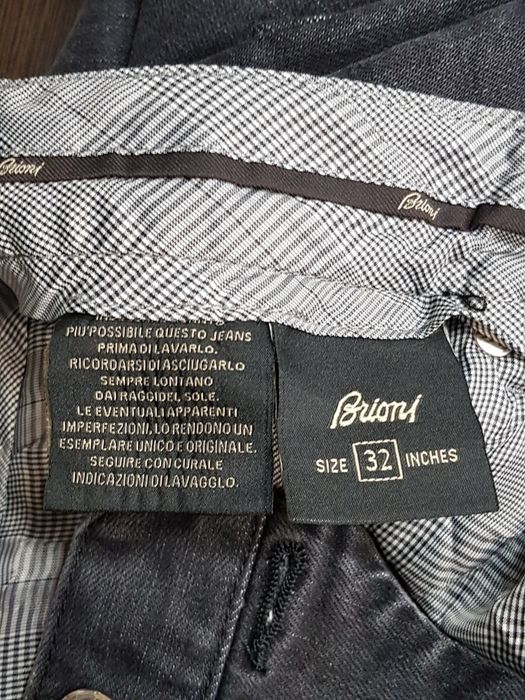 Brioni
Brioni
PIU'POSSIBILE QUESTO JEANS
PRIMA DI LAVARLO.
RICORDARSI DI ASCIUGARLO
SEMPRE LONTANO
DAI RAGGI DEL SOLE.
LE EVENTUALI APPARENTI
IMPERFEZIONI, LO RENDONO UN
ESEMPLARE UNICO E ORIGINALE.
SEGUIRE CON CURA LE
INDICAZIONI DI LAVAGGLO.
Brioni
SIZE 32 INCHES